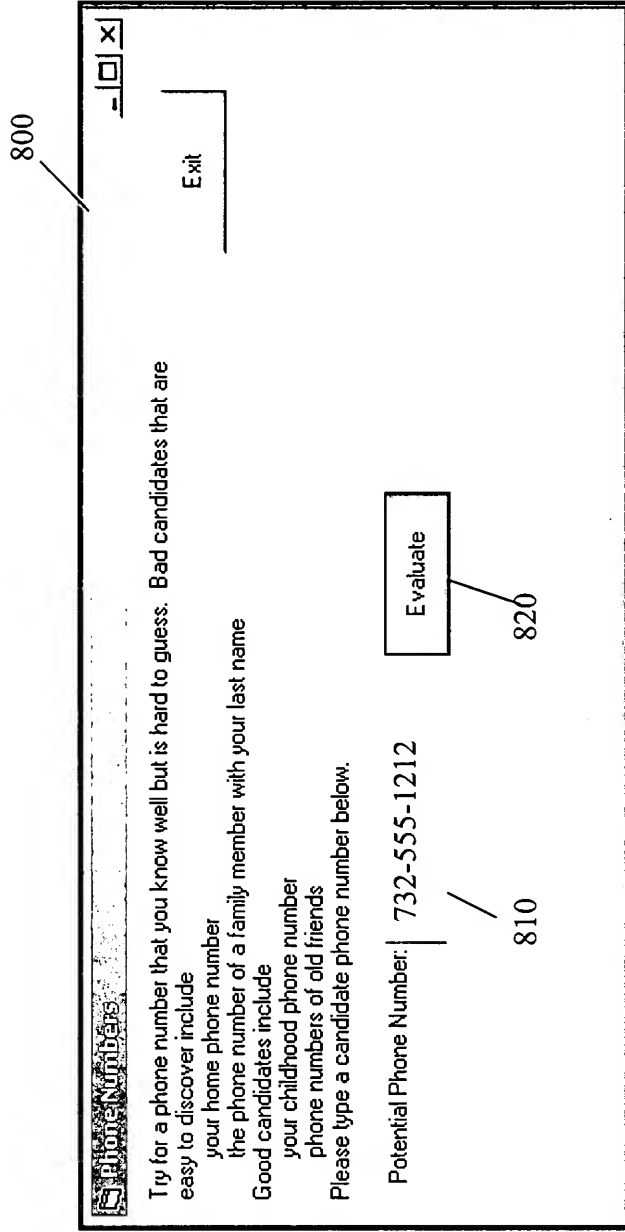 800
Phone Numbers
Try for a phone number that you know well but is hard to guess. Bad candidates that are
easy to discover include
your home phone number
the phone number of a family member with your last name
Good candidates include
your childhood phone number
phone numbers of old friends
Please type a candidate phone number below.
Exit
Potential Phone Number: 732-555-1212
Evaluate
810
820